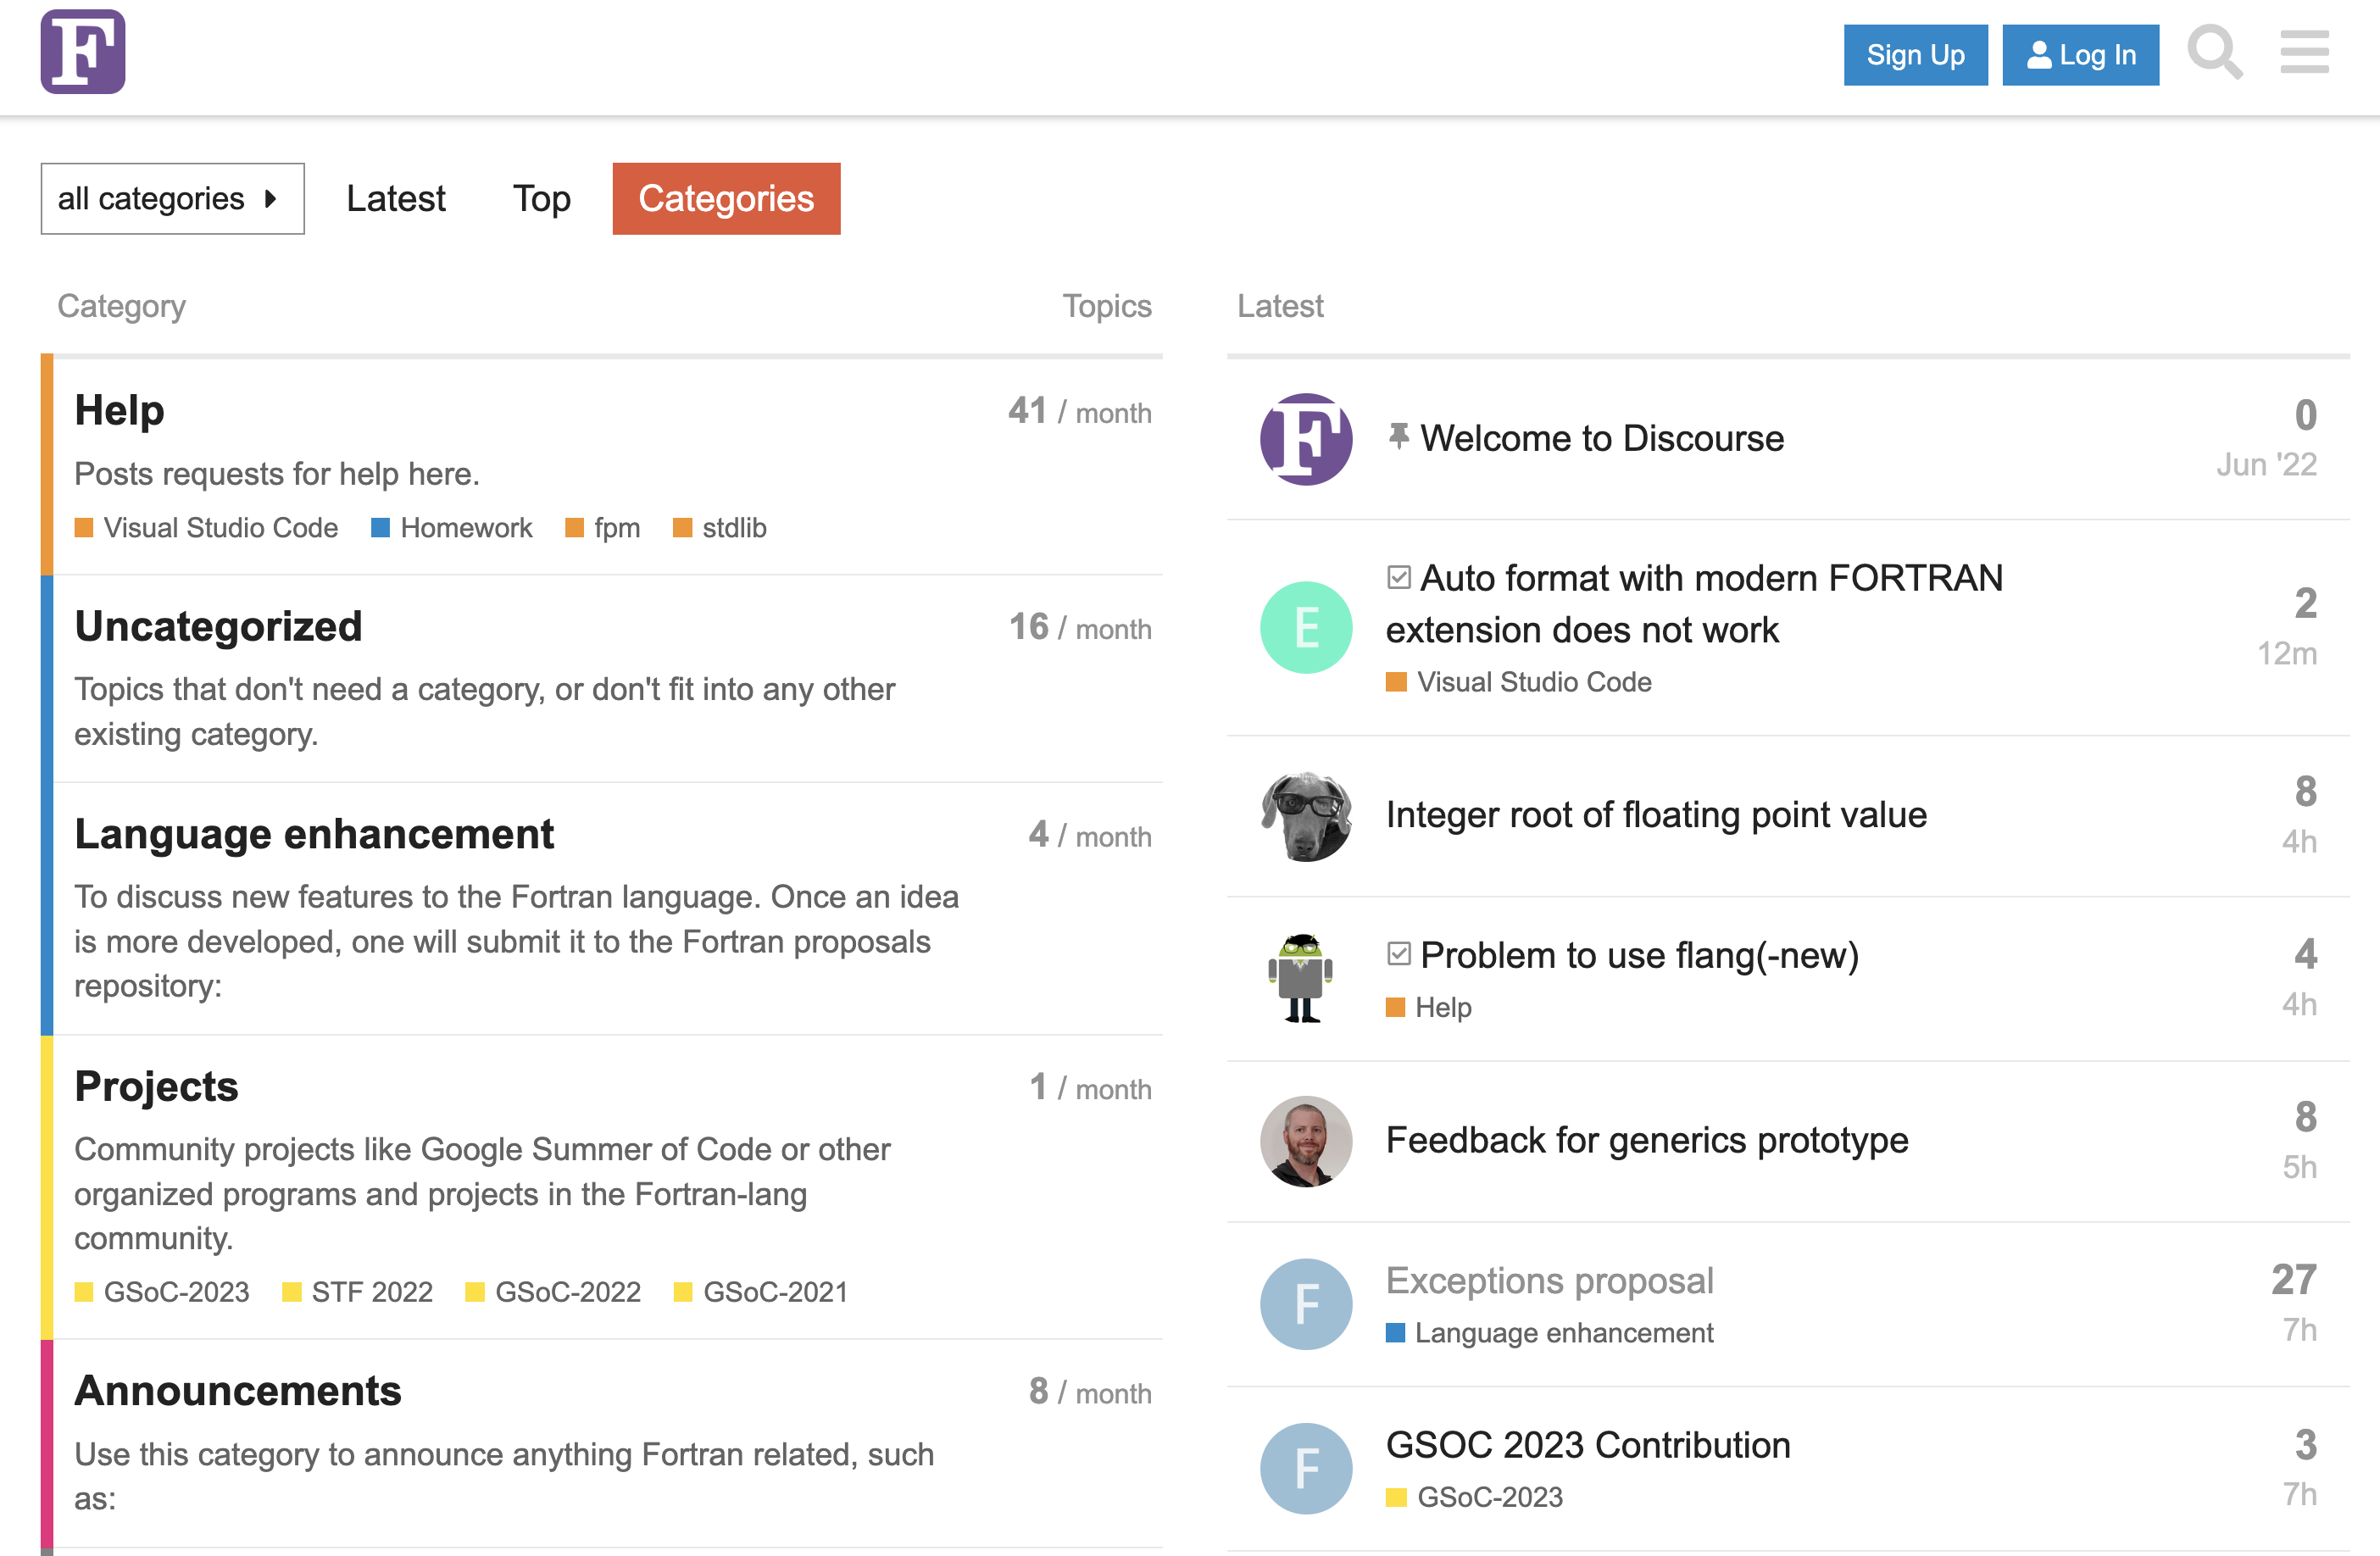 F
Sign Up
Log In
all categories
Latest
Top
Categories
Category
Topics
Help
41 / month
Posts requests for help here.
Visual Studio Code
Homework
fpm
stdlib
Uncategorized
16 / month
Topics that don't need a category, or don't fit into any other
existing category.
Language enhancement
4 / month
To discuss new features to the Fortran language. Once an idea
is more developed, one will submit it to the Fortran proposals
repository:
Projects
1 / month
Community projects like Google Summer of Code or other
organized programs and projects in the Fortran-lang
community.
GSoC-2023
STF 2022
GSoC-2022
GSoC-2021
Announcements
8 / month
Use this category to announce anything Fortran related, such
as:
Latest
F
Welcome to Discourse
0
Jun '22
E
Auto format with modern FORTRAN
extension does not work
Visual Studio Code
2
12m
Integer root of floating point value
8
4h
Problem to use flang(-new)
Help
4
4h
Feedback for generics prototype
8
5h
F
Exceptions proposal
Language enhancement
27
7h
F
GSOC 2023 Contribution
GSoC-2023
3
7h